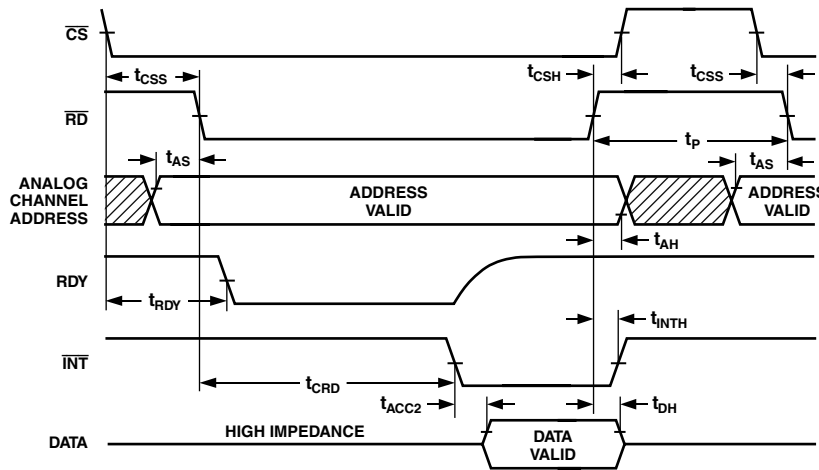 CS
tCSS
tCSH
tCSS
RD
tAS
tP
tAS
ANALOG
CHANNEL
ADDRESS
ADDRESS
VALID
ADDRESS
VALID
tAH
RDY
tRDY
tINTH
INT
tCRD
tACC2
tDH
DATA
HIGH IMPEDANCE
DATA
VALID